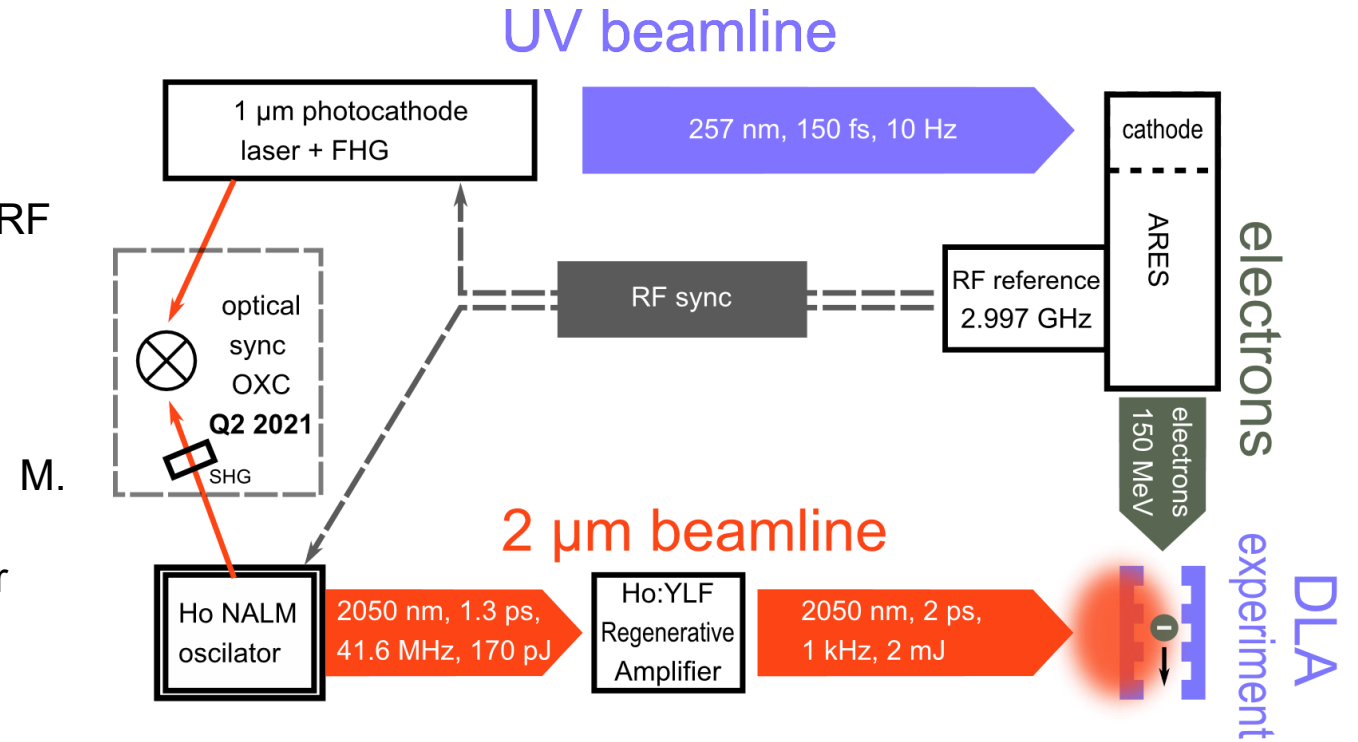 UV beamline
1 µm photocathode
laser + FHG
257 nm, 150 fs, 10 Hz
cathode
ARES
RF
electrons
optical
sync
OXC
Q2 2021
SHG
RF sync
RF reference
2.997 GHz
M.
electrons
150 MeV
2 µm beamline
r
Ho NALM
oscilator
2050 nm, 1.3 ps,
41.6 MHz, 170 pJ
Ho:YLF
Regenerative
Amplifier
2050 nm, 2 ps,
1 kHz, 2 mJ
DLA
experiment